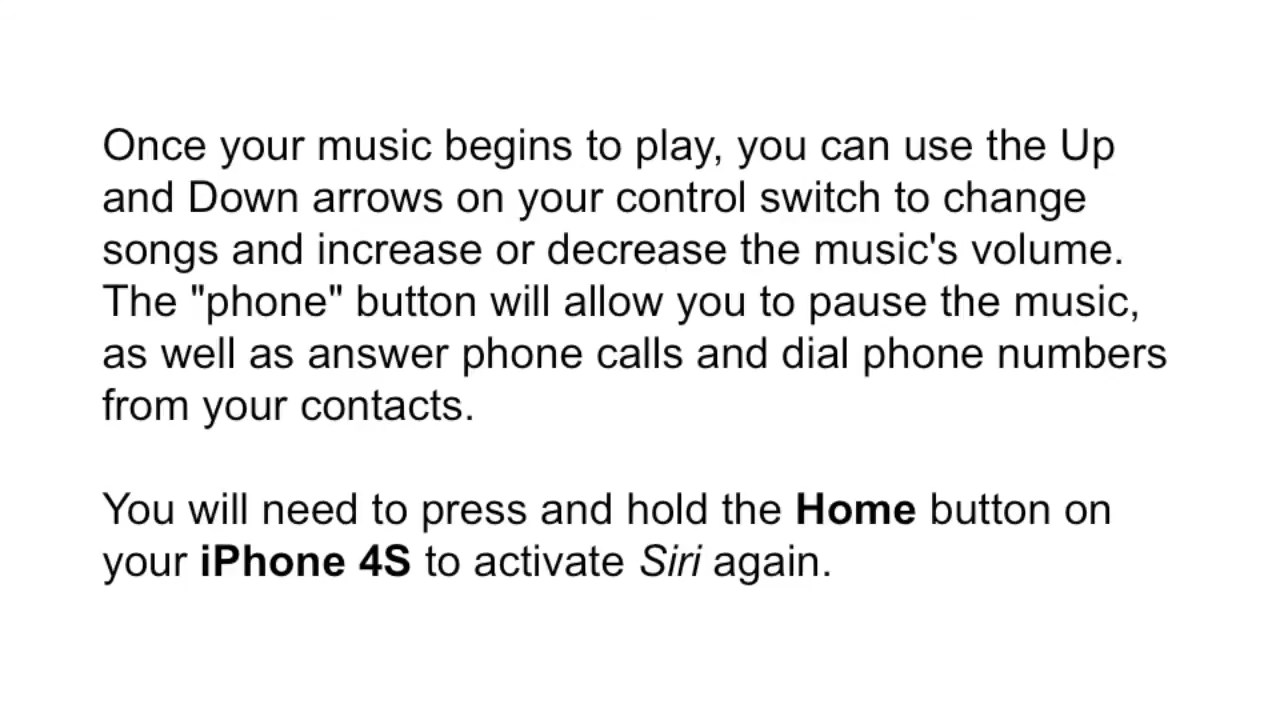 Once your music begins to play, you can use the Up
and Down arrows on your control switch to change
songs and increase or decrease the music's volume.
The "phone" button will allow you to pause the music,
as well as answer phone calls and dial phone numbers
from your contacts.
You will need to press and hold the Home button on
your iPhone 4S to activate Siri again.